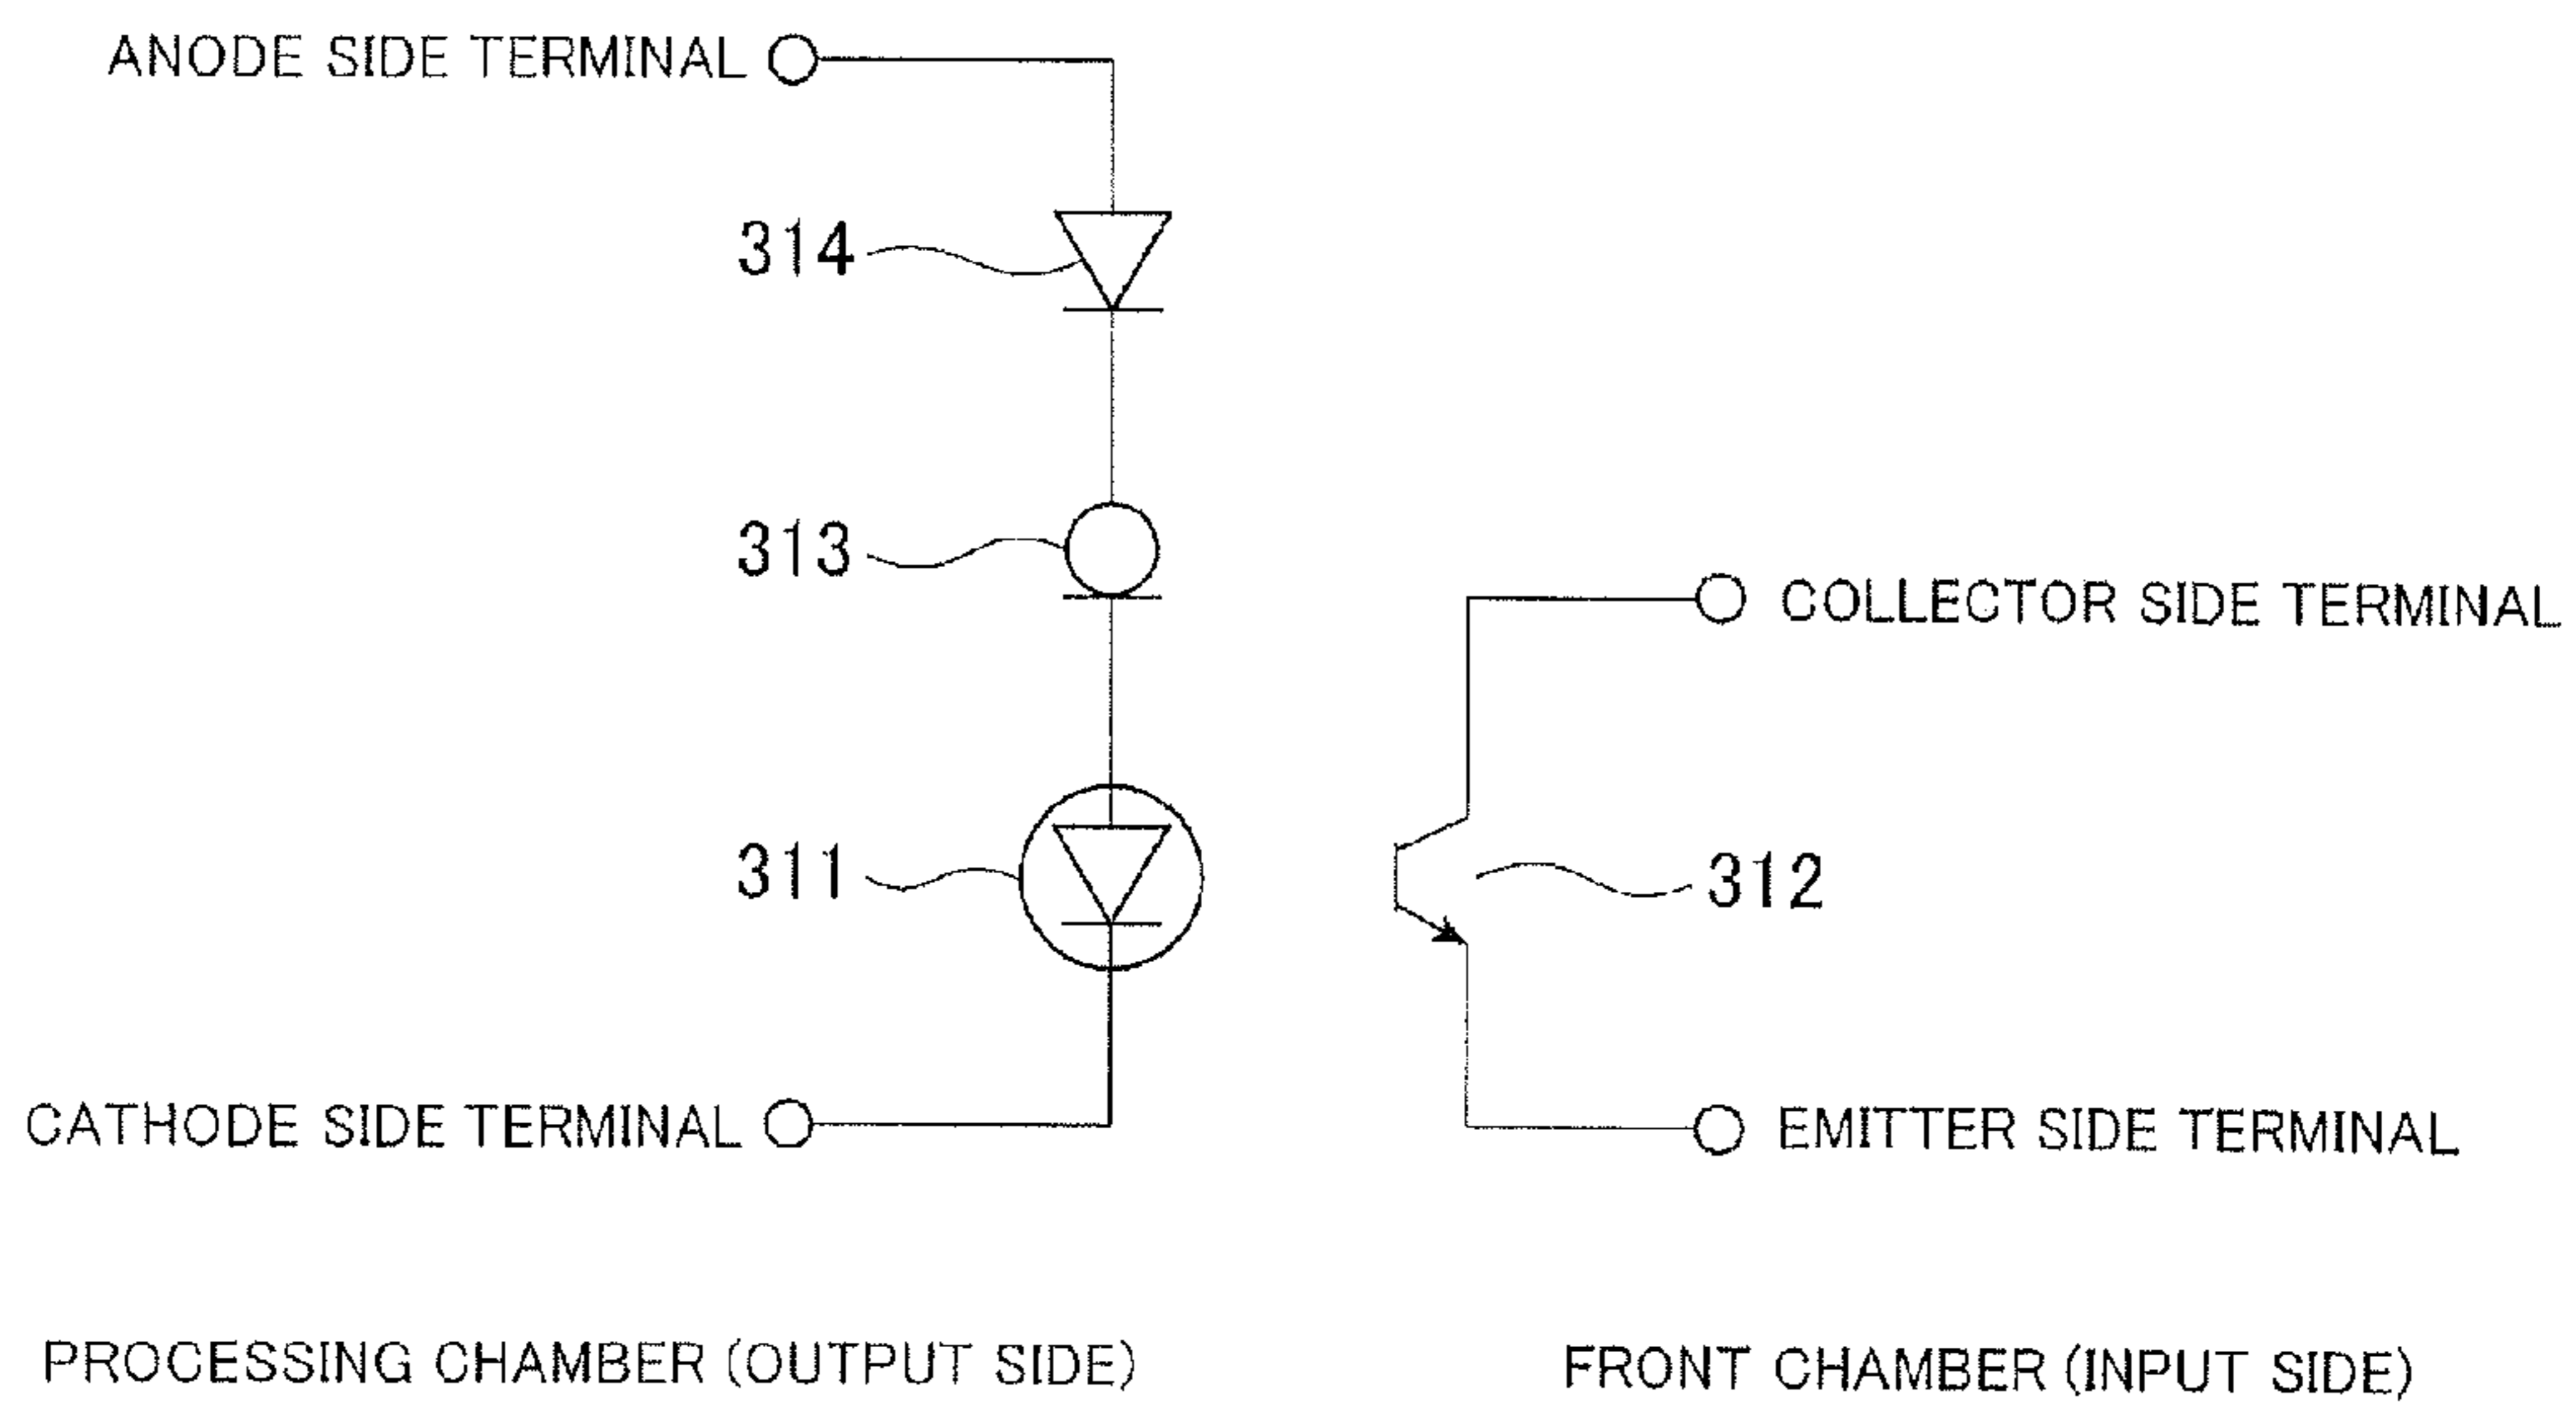 ANODE SIDE TERMINAL
314
313
COLLECTOR SIDE TERMINAL
311
312
CATHODE SIDE TERMINAL
EMITTER SIDE TERMINAL
PROCESSING CHAMBER (OUTPUT SIDE)
FRONT CHAMBER (INPUT SIDE)